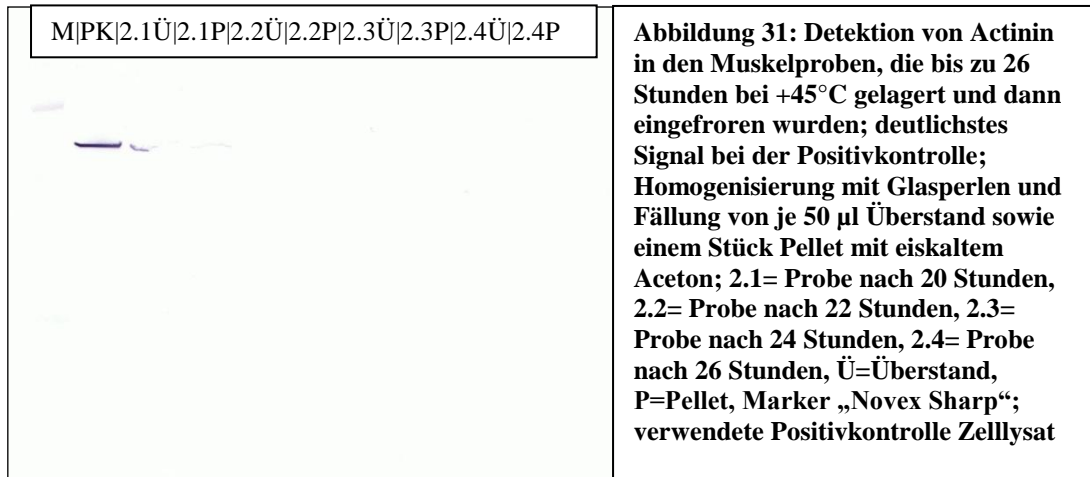 M|PK|2.1Ü|2.1P|2.2Ü|2.2P|2.3Ü|2.3P|2.4Ü|2.4P
Abbildung 31: Detektion von Actinin
in den Muskelproben, die bis zu 26
Stunden bei +45°C gelagert und dann
eingefroren wurden; deutlichstes
Signal bei der Positivkontrolle;
Homogenisierung mit Glasperlen und
Fällung von je 50 µl Überstand sowie
einem Stück Pellet mit eiskaltem
Aceton; 2.1= Probe nach 20 Stunden,
2.2= Probe nach 22 Stunden, 2.3=
Probe nach 24 Stunden, 2.4= Probe
nach 26 Stunden, Ü=Überstand,
P=Pellet, Marker „Novex Sharp“;
verwendete Positivkontrolle Zelllysat